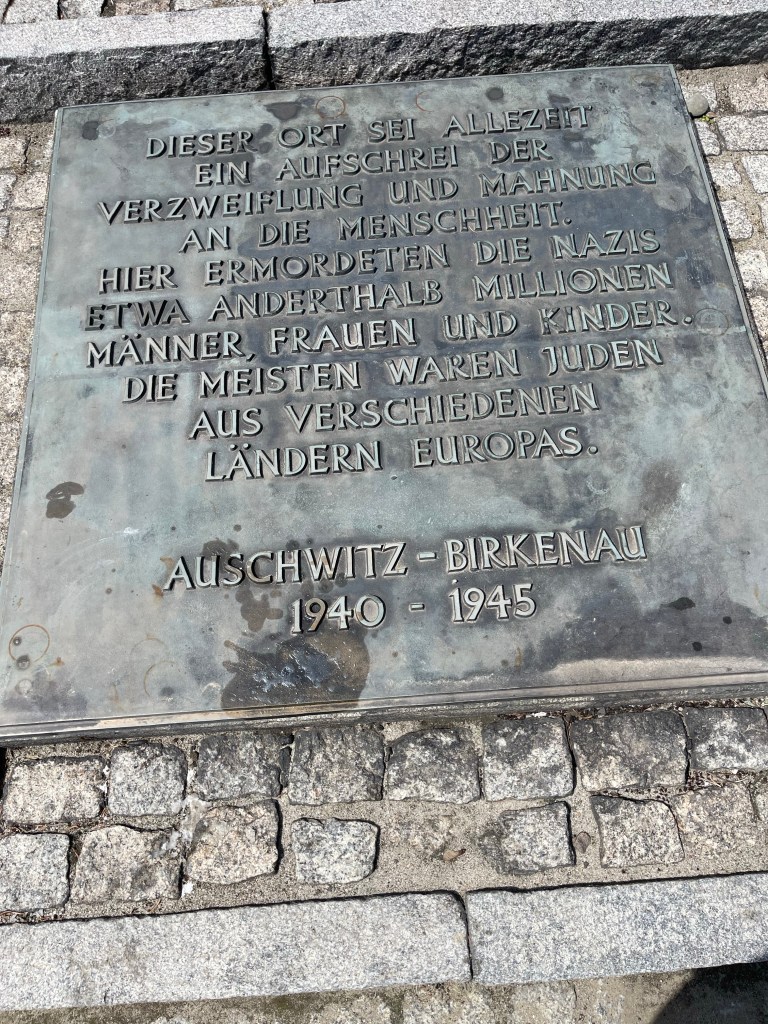 DIESER ORT SEI ALLEZEIT
EIN AUFSCHREI DER
VERZWEIFLUNG UND MAHNUNG
AN DIE MENSCHHEIT.
HIER ERMORDETEN DIE NAZIS
ETWA ANDERTHALB MILLIONEN
MÄNNER, FRAUEN UND KINDER.
DIE MEISTEN WAREN JUDEN
AUS VERSCHIEDENEN
LÄNDERN EUROPAS.
AUSCHWITZ - BIRKENAU
1940 - 1945